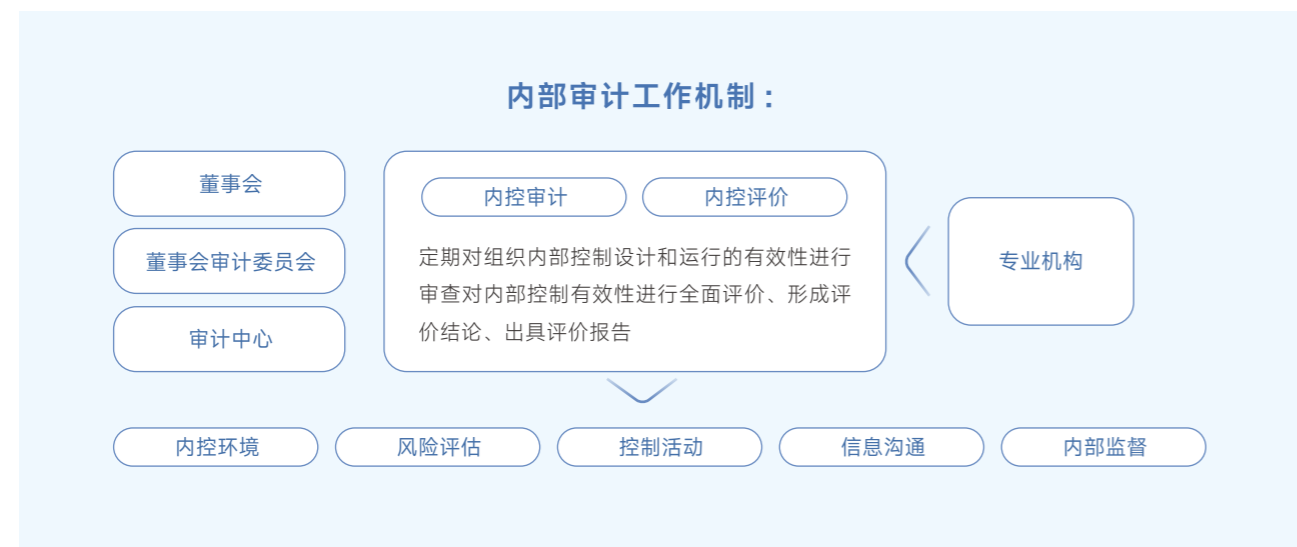 内部审计工作机制：
董事会
董事会审计委员会
审计中心
内控审计
内控评价
定期对组织内部控制设计和运行的有效性进行
审查对内部控制有效性进行全面评价、形成评
价结论、出具评价报告
专业机构
内控环境
风险评估
控制活动
信息沟通
内部监督